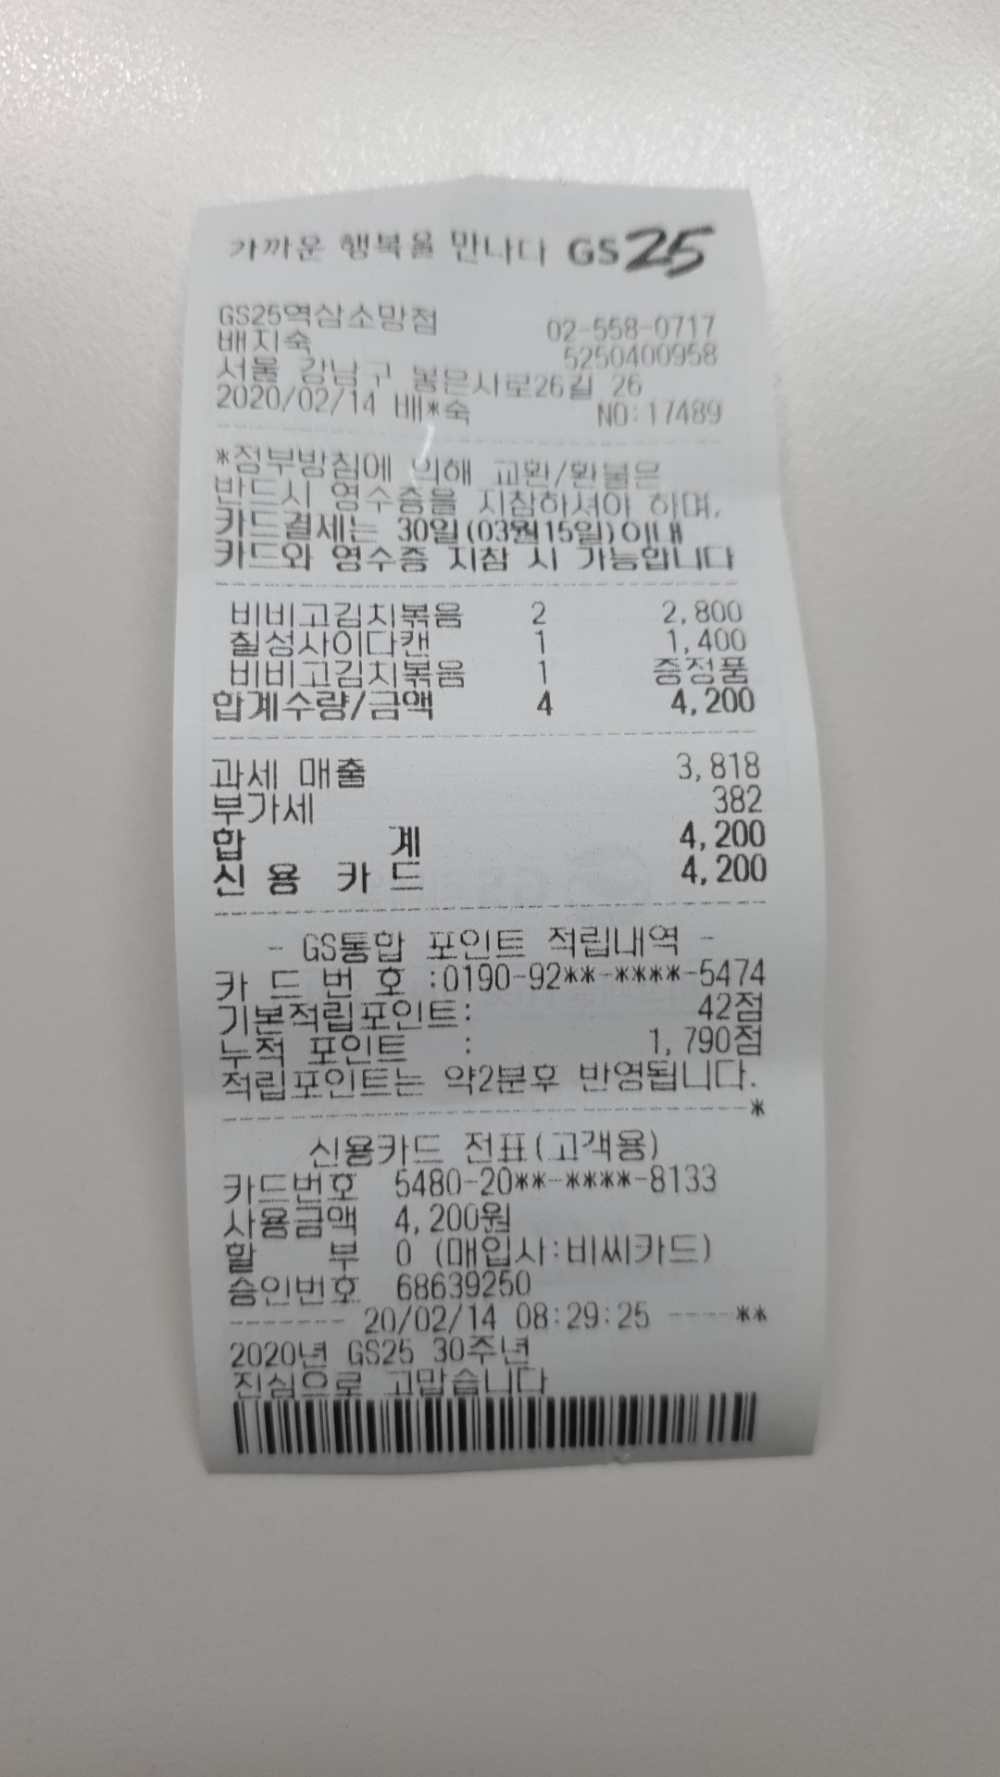 가까운 행복을 만나다 GS25
GS25역삼소망점 02-558-0717
배지숙 5250400958
서울 강남구 봉은사로26길 26
2020/02/14 배*숙 NO:17489
*정부방침에 의해 교환/환불은
반드시 영수증을 지참하셔야 하며,
카드결제는 30일(03월15일)이내
카드와 영수증 지참 시 가능합니다
비비고김치볶음 2 2,800
칠성사이다캔 1 1,400
비비고김치볶음 1 증정품
합계수량/금액 4 4,200
과세 매출 3,818
부가세 382
합 계 4,200
신 용 카 드 4,200
- GS통합 포인트 적립내역 -
카 드 번 호 :0190-92**-****-5474
기본적립포인트: 42점
누적 포인트 : 1,790점
적립포인트는 약2분후 반영됩니다.
*
신용카드 전표(고객용)
카드번호 5480-20**-****-8133
사용금액 4,200원
할 부 0 (매입사:비씨카드)
승인번호 68639250
------- 20/02/14 08:29:25 ----**
2020년 GS25 30주년
진심으로 고맙습니다